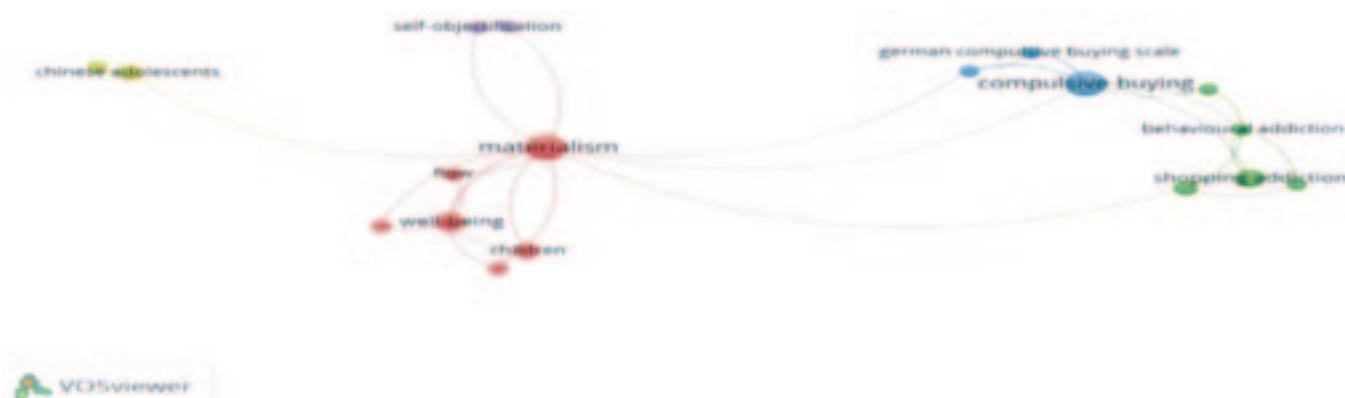 self-objectification
chinese adolescents
german compulsive buying scale
compulsive buying
behavioural addiction
materialism
flow
shopping addiction
well-being
children
VOSviewer